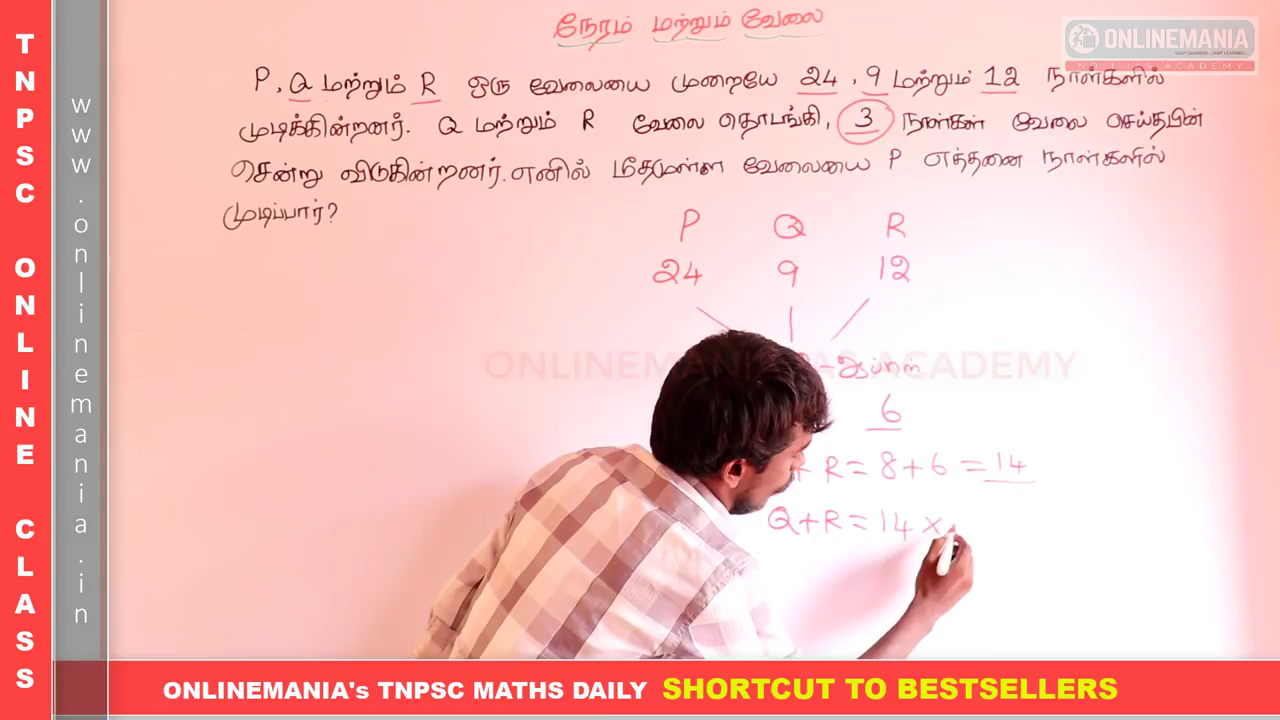 TNPSC ONLINE CLASS
www.onlinemania.in
ONLINEMANIA
நேரம் மற்றும் வேலை
P, Q மற்றும் R ஒரு வேலையை முறையே 24, 9 மற்றும் 12 நாள்களில்
முடிக்கின்றனர். Q மற்றும் R வேலை தொடங்கி, 3 நாள்கள் வேலை செய்தபின்
சென்று விடுகின்றனர். எனில் மீதமுள்ள வேலையை P எத்தனை நாள்களில்
முடிப்பார்?
P Q R
24 9 12
ONLINEMANIA ACADEMY
6
+ R = 8 + 6 = 14
Q + R = 14 ×
ONLINEMANIA's TNPSC MATHS DAILY SHORTCUT TO BESTSELLERS